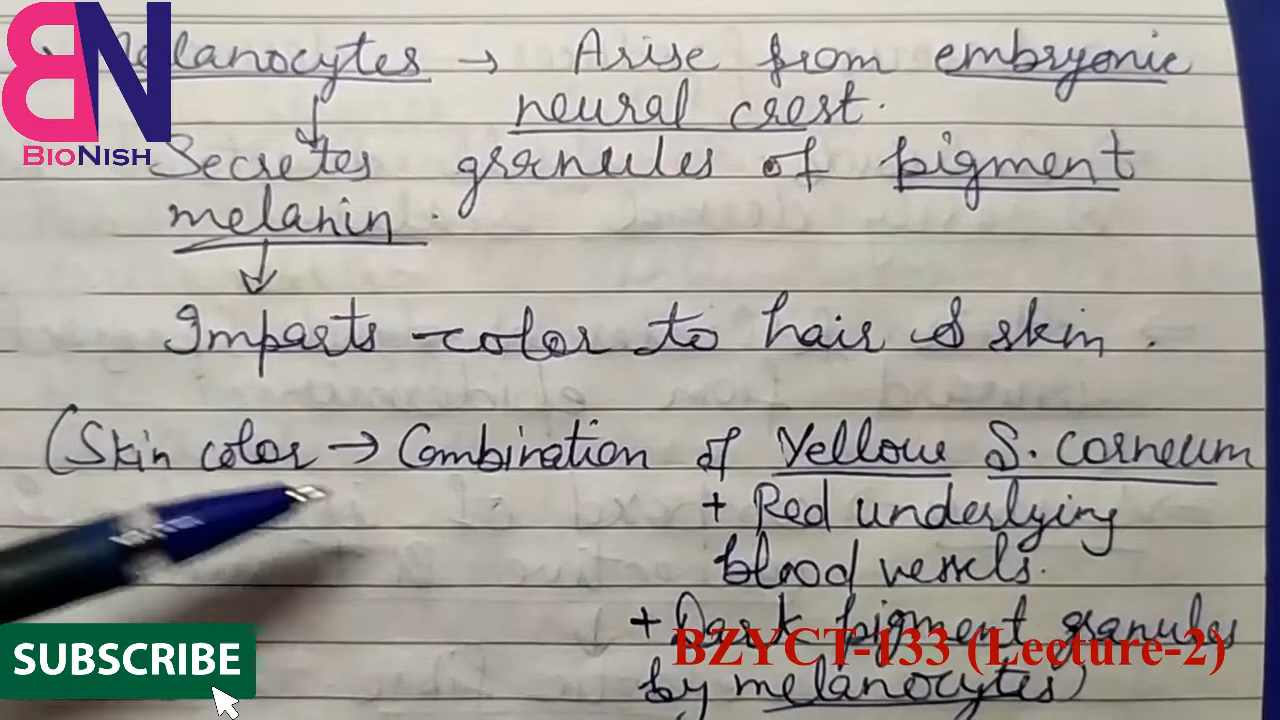 BN
BIONISH
Melanocytes → Arise from embryonic
neural crest.
↓
Secretes granules of pigment
melanin.
↓
Imparts color to hair & skin.
(Skin color → Combination of Yellow S. corneum
+ Red underlying
blood vessels.
+ Dark pigment granules
BZYCT-133 (Lecture-2)
by melanocytes)
SUBSCRIBE